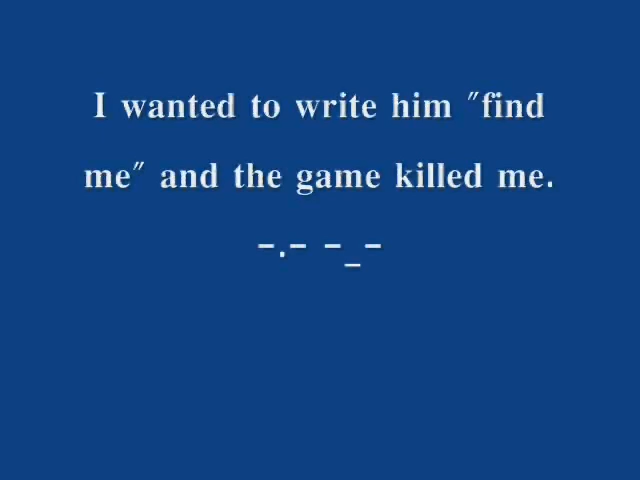 I wanted to write him "find
me" and the game killed me.
-.- -_-